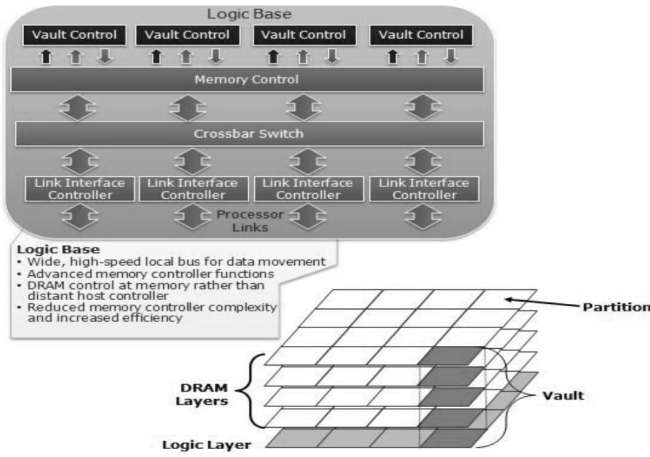 Logic Base
Vault Control Vault Control Vault Control Vault Control
Memory Control
Crossbar Switch
Link Interface Link Interface Link Interface Link Interface
Controller Controller Controller Controller
Processor
Links
Logic Base
• Wide, high-speed local bus for data movement
• Advanced memory controller functions
• DRAM control at memory rather than
distant host controller
• Reduced memory controller complexity
and increased efficiency
Partition
DRAM
Layers
Vault
Logic Layer